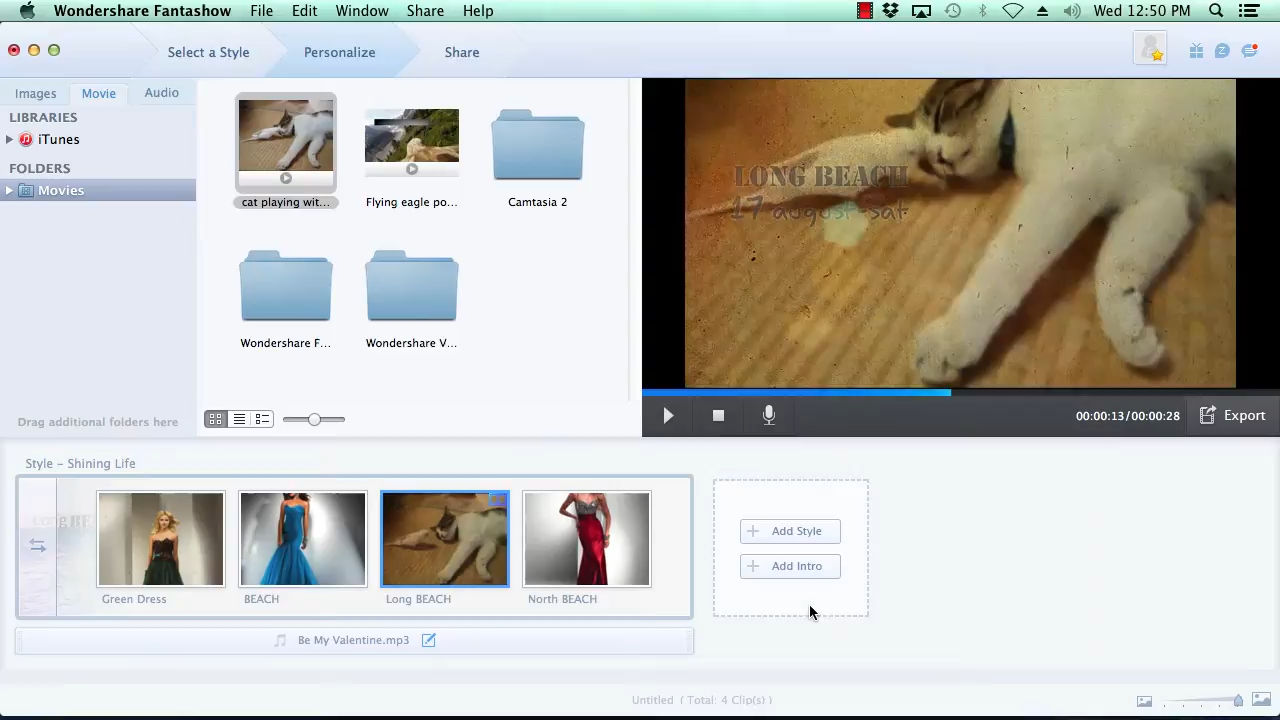 Wondershare Fantashow File Edit Window Share Help Wed 12:50 PM
Select a Style Personalize Share
Images Movie Audio
LIBRARIES
iTunes
FOLDERS
Movies
Drag additional folders here
cat playing wit... Flying eagle po... Camtasia 2
Wondershare F... Wondershare V...
LONG BEACH
17-august-sat
00:00:13/00:00:28 Export
Style – Shining Life
Green Dress BEACH Long BEACH North BEACH
Add Style
Add Intro
Be My Valentine.mp3
Untitled ( Total: 4 Clip(s) )